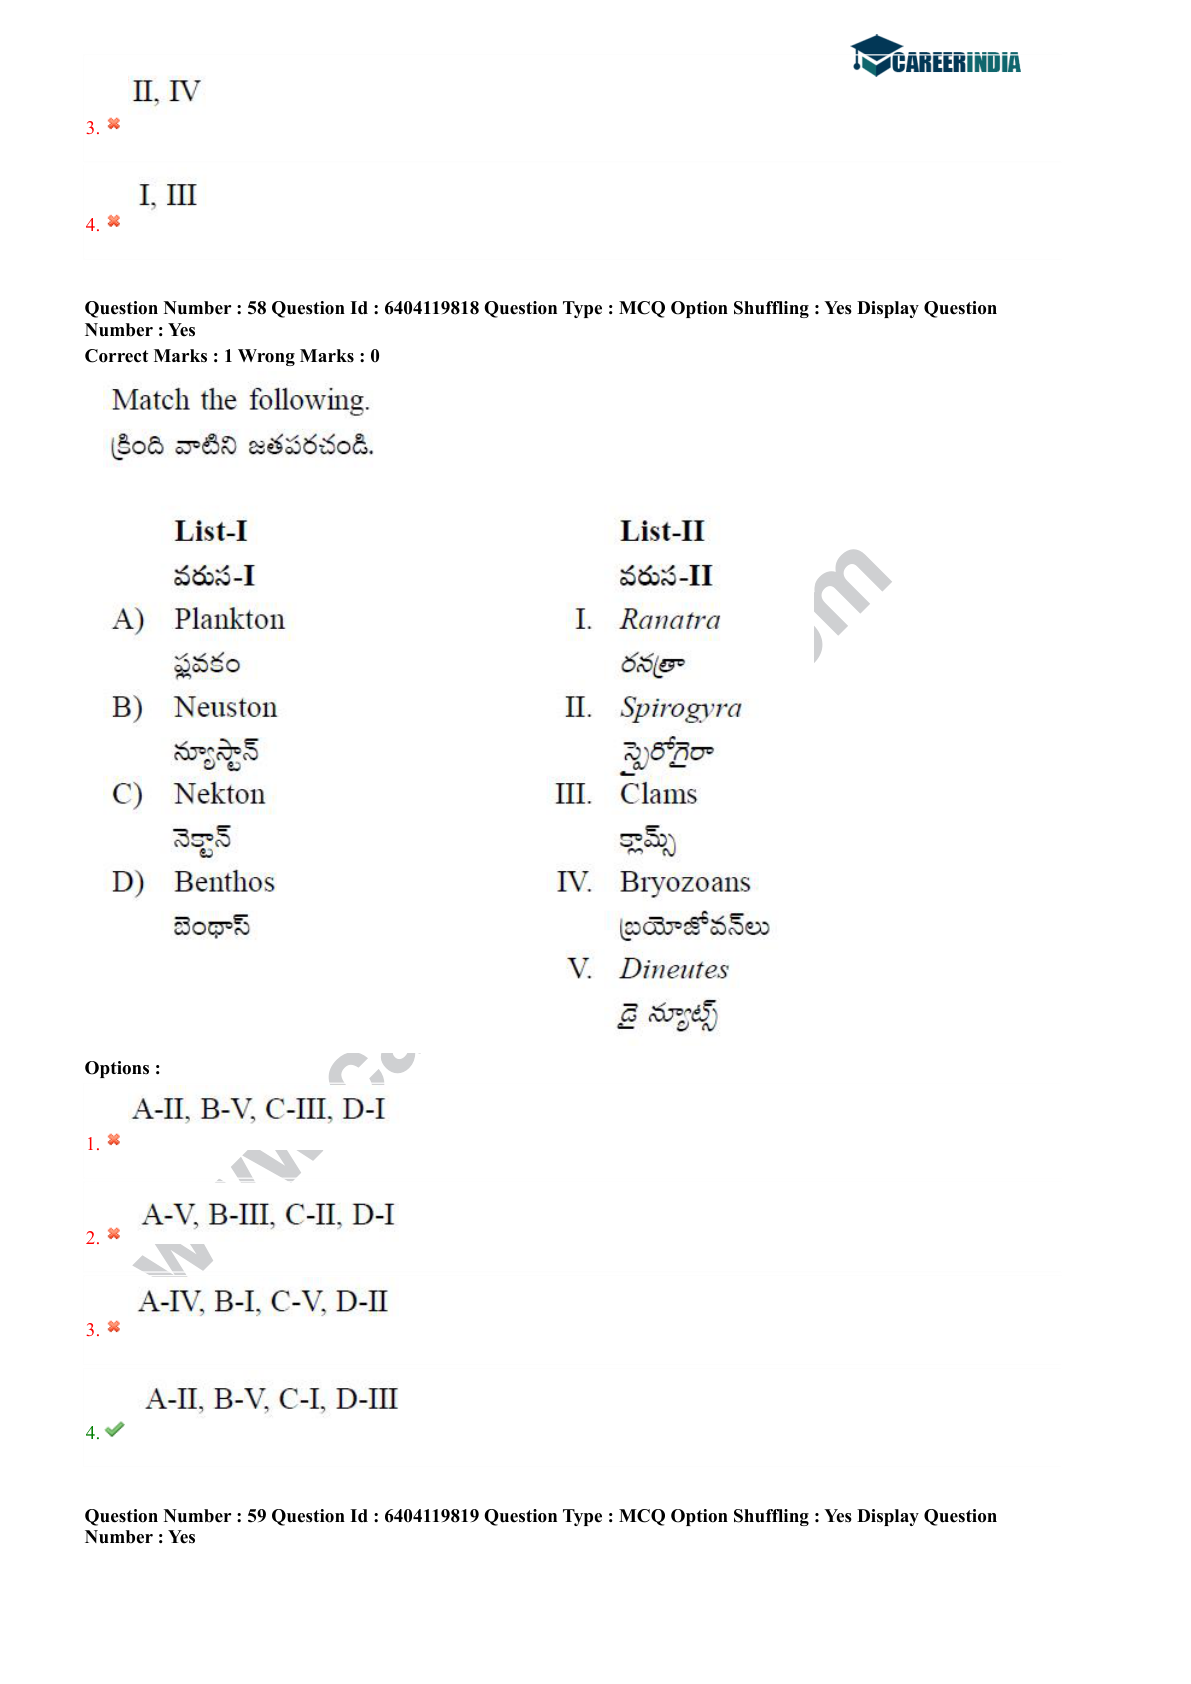 CAREERINDIA
II, IV
3.
I, III
4.
Question Number : 58 Question Id : 6404119818 Question Type : MCQ Option Shuffling : Yes Display Question
Number : Yes
Correct Marks : 1 Wrong Marks : 0
Match the following.
క్రింది వాటిని జతపరచండి.
List-I List-II
వరుస-I వరుస-II
A) Plankton I. Ranatra
ప్లవకం రనత్రా
B) Neuston II. Spirogyra
న్యూస్టాన్ స్పైరోగైరా
C) Nekton III. Clams
నెక్టాన్ క్లామ్స్
D) Benthos IV. Bryozoans
బెంథాస్ బ్రయోజోవన్‌లు
V. Dineutes
డై న్యూట్స్
Options :
A-II, B-V, C-III, D-I
1.
A-V, B-III, C-II, D-I
2.
A-IV, B-I, C-V, D-II
3.
A-II, B-V, C-I, D-III
4.
Question Number : 59 Question Id : 6404119819 Question Type : MCQ Option Shuffling : Yes Display Question
Number : Yes